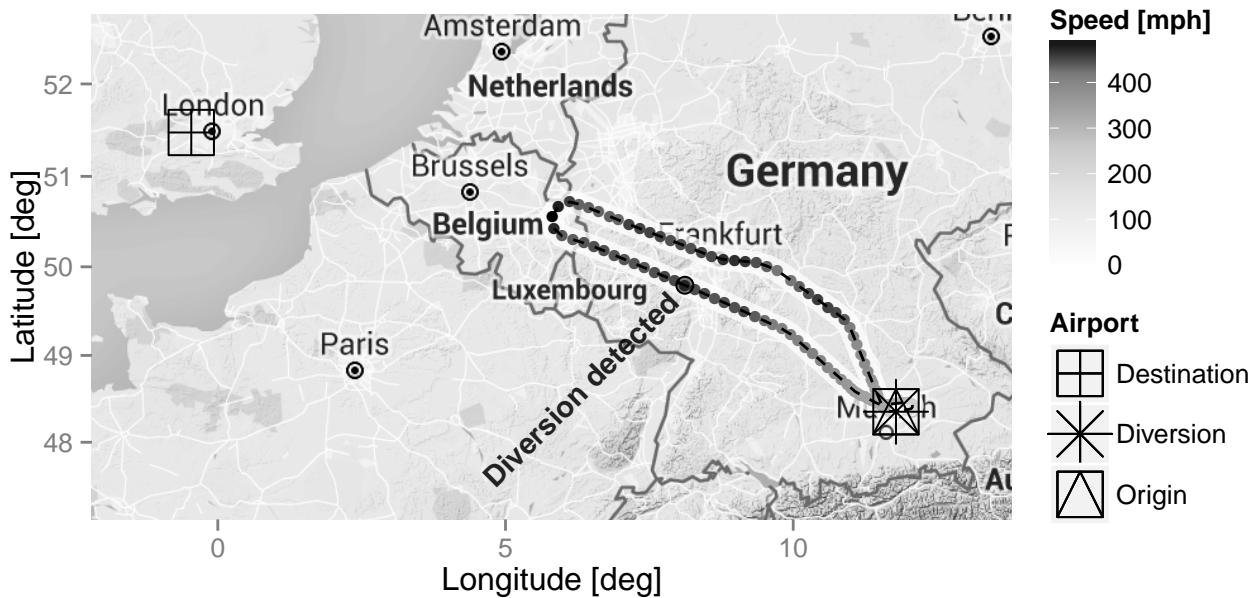 Amsterdam
Netherlands
London
Brussels
Belgium
Germany
Frankfurt
Luxembourg
Paris
Diversion detected
52
51
50
49
48
Latitude [deg]
0
5
10
Longitude [deg]
Speed [mph]
400
300
200
100
0
Airport
Destination
Diversion
Origin